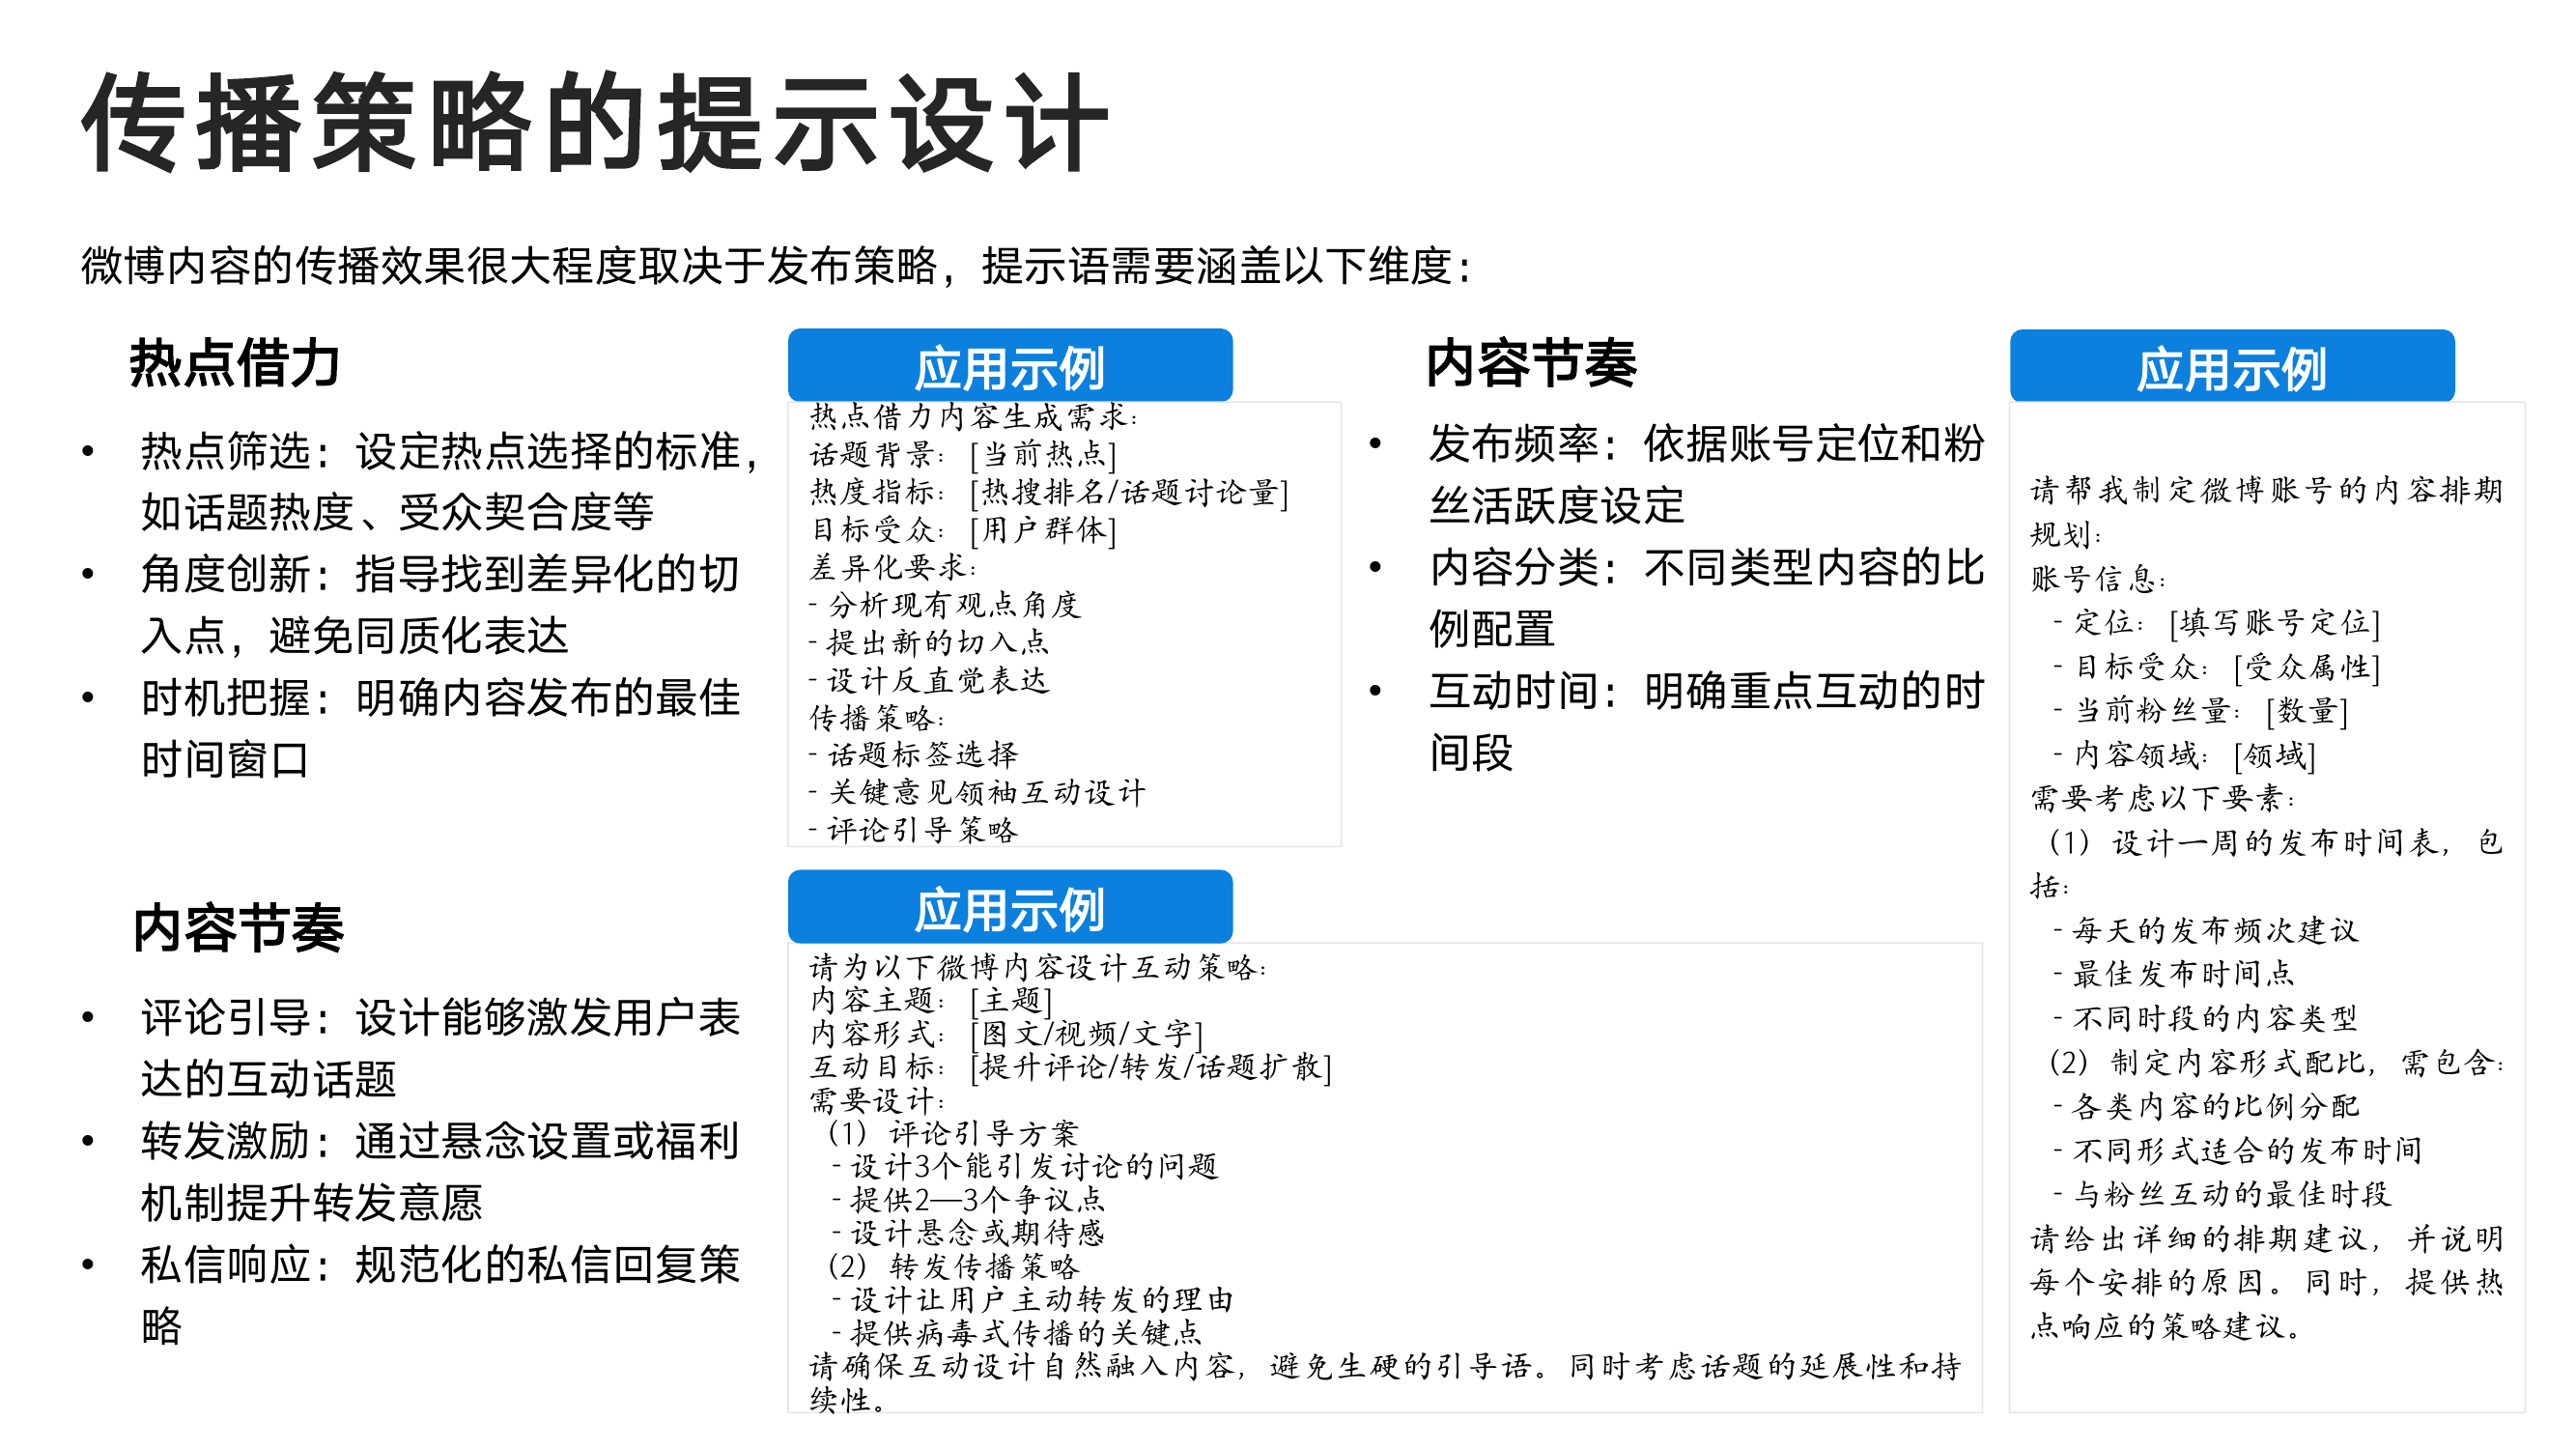 传播策略的提示设计
微博内容的传播效果很大程度取决于发布策略，提示语需要涵盖以下维度：
热点借力
• 热点筛选：设定热点选择的标准，
如话题热度、受众契合度等
• 角度创新：指导找到差异化的切
入点，避免同质化表达
• 时机把握：明确内容发布的最佳
时间窗口
应用示例
热点借力内容生成需求：
话题背景：[当前热点]
热度指标：[热搜排名/话题讨论量]
目标受众：[用户群体]
差异化要求：
- 分析现有观点角度
- 提出新的切入点
- 设计反直觉表达
传播策略：
- 话题标签选择
- 关键意见领袖互动设计
- 评论引导策略
内容节奏
• 发布频率：依据账号定位和粉
丝活跃度设定
• 内容分类：不同类型内容的比
例配置
• 互动时间：明确重点互动的时
间段
应用示例
请帮我制定微博账号的内容排期
规划：
账号信息：
- 定位：[填写账号定位]
- 目标受众：[受众属性]
- 当前粉丝量：[数量]
- 内容领域：[领域]
需要考虑以下要素：
（1）设计一周的发布时间表，包
括：
- 每天的发布频次建议
- 最佳发布时间点
- 不同时段的内容类型
（2）制定内容形式配比，需包含：
- 各类内容的比例分配
- 不同形式适合的发布时间
- 与粉丝互动的最佳时段
请给出详细的排期建议，并说明
每个安排的原因。同时，提供热
点响应的策略建议。
内容节奏
• 评论引导：设计能够激发用户表
达的互动话题
• 转发激励：通过悬念设置或福利
机制提升转发意愿
• 私信响应：规范化的私信回复策
略
应用示例
请为以下微博内容设计互动策略：
内容主题：[主题]
内容形式：[图文/视频/文字]
互动目标：[提升评论/转发/话题扩散]
需要设计：
（1）评论引导方案
- 设计3个能引发讨论的问题
- 提供2—3个争议点
- 设计悬念或期待感
（2）转发传播策略
- 设计让用户主动转发的理由
- 提供病毒式传播的关键点
请确保互动设计自然融入内容，避免生硬的引导语。同时考虑话题的延展性和持
续性。